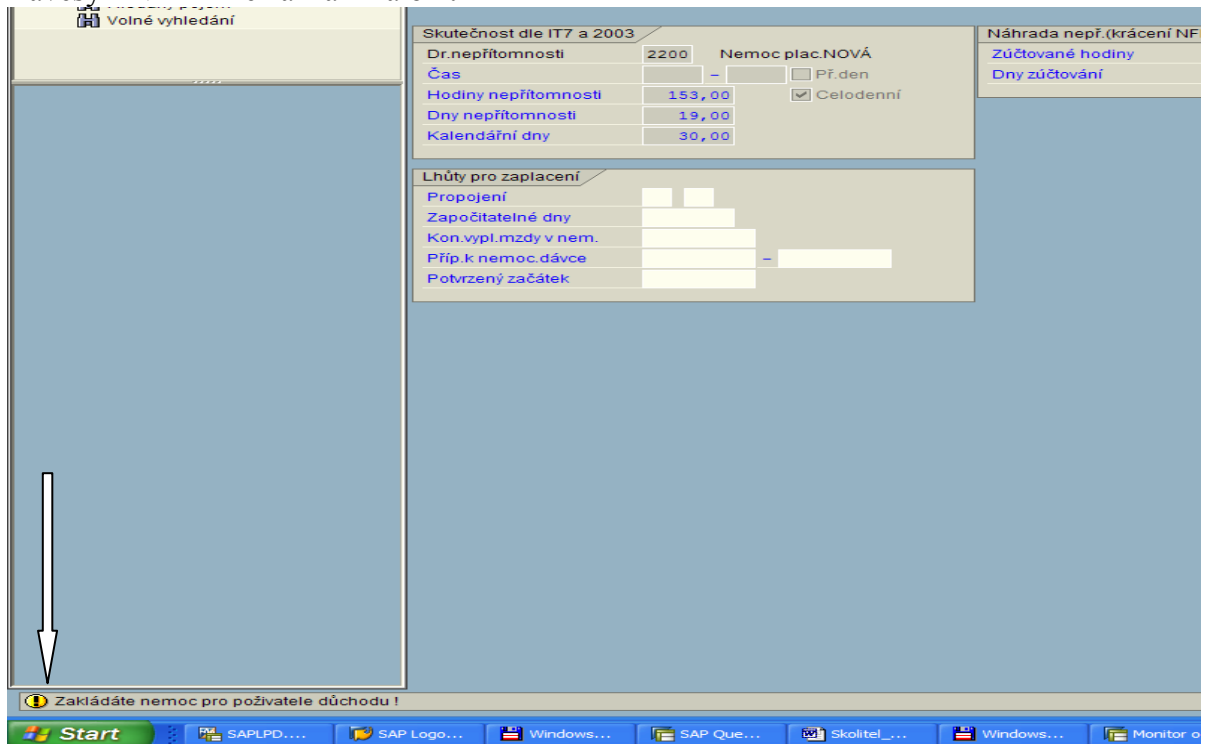 Volné vyhledání
Skutečnost dle IT7 a 2003
Dr.nepřítomnosti 2200 Nemoc plac.NOVÁ
Čas – Př.den
Hodiny nepřítomnosti 153,00 Celodenní
Dny nepřítomnosti 19,00
Kalendářní dny 30,00
Náhrada nepř.(krácení NF
Zúčtované hodiny
Dny zúčtování
Lhůty pro zaplacení
Propojení
Započitatelné dny
Kon.vypl.mzdy v nem.
Příp.k nemoc.dávce –
Potvrzený začátek
Zakládáte nemoc pro poživatele důchodu !
Start SAPLPD.... SAP Logo... Windows... SAP Que... Skolitel_... Windows... Monitor o